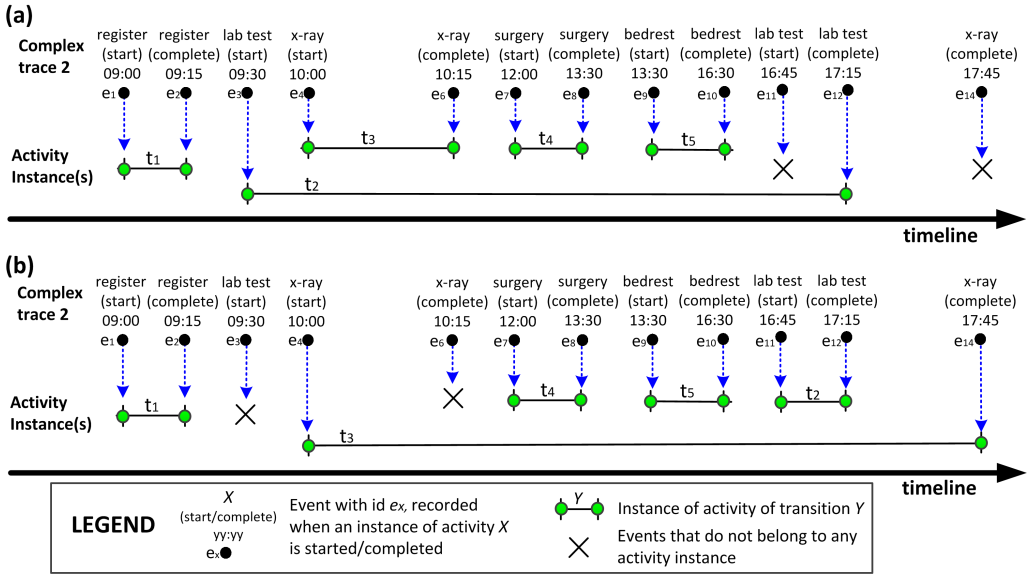 (a)
Complex
trace 2
register register lab test x-ray x-ray surgery surgery bedrest bedrest lab test lab test x-ray
(start) (complete) (start) (start) (complete) (start) (complete) (start) (complete) (start) (complete) (complete)
09:00 09:15 09:30 10:00 10:15 12:00 13:30 13:30 16:30 16:45 17:15 17:45
e1 e2 e3 e4 e6 e7 e8 e9 e10 e11 e12 e14
Activity
Instance(s)
t1 t3 t4 t5
t2
timeline
(b)
Complex
trace 2
register register lab test x-ray x-ray surgery surgery bedrest bedrest lab test lab test x-ray
(start) (complete) (start) (start) (complete) (start) (complete) (start) (complete) (start) (complete) (complete)
09:00 09:15 09:30 10:00 10:15 12:00 13:30 13:30 16:30 16:45 17:15 17:45
e1 e2 e3 e4 e6 e7 e8 e9 e10 e11 e12 e14
Activity
Instance(s)
t1 t4 t5 t2
t3
timeline
LEGEND
X
(start/complete)
yy:yy
ex
Event with id ex, recorded
when an instance of activity X
is started/completed
Y
Instance of activity of transition Y
Events that do not belong to any
activity instance